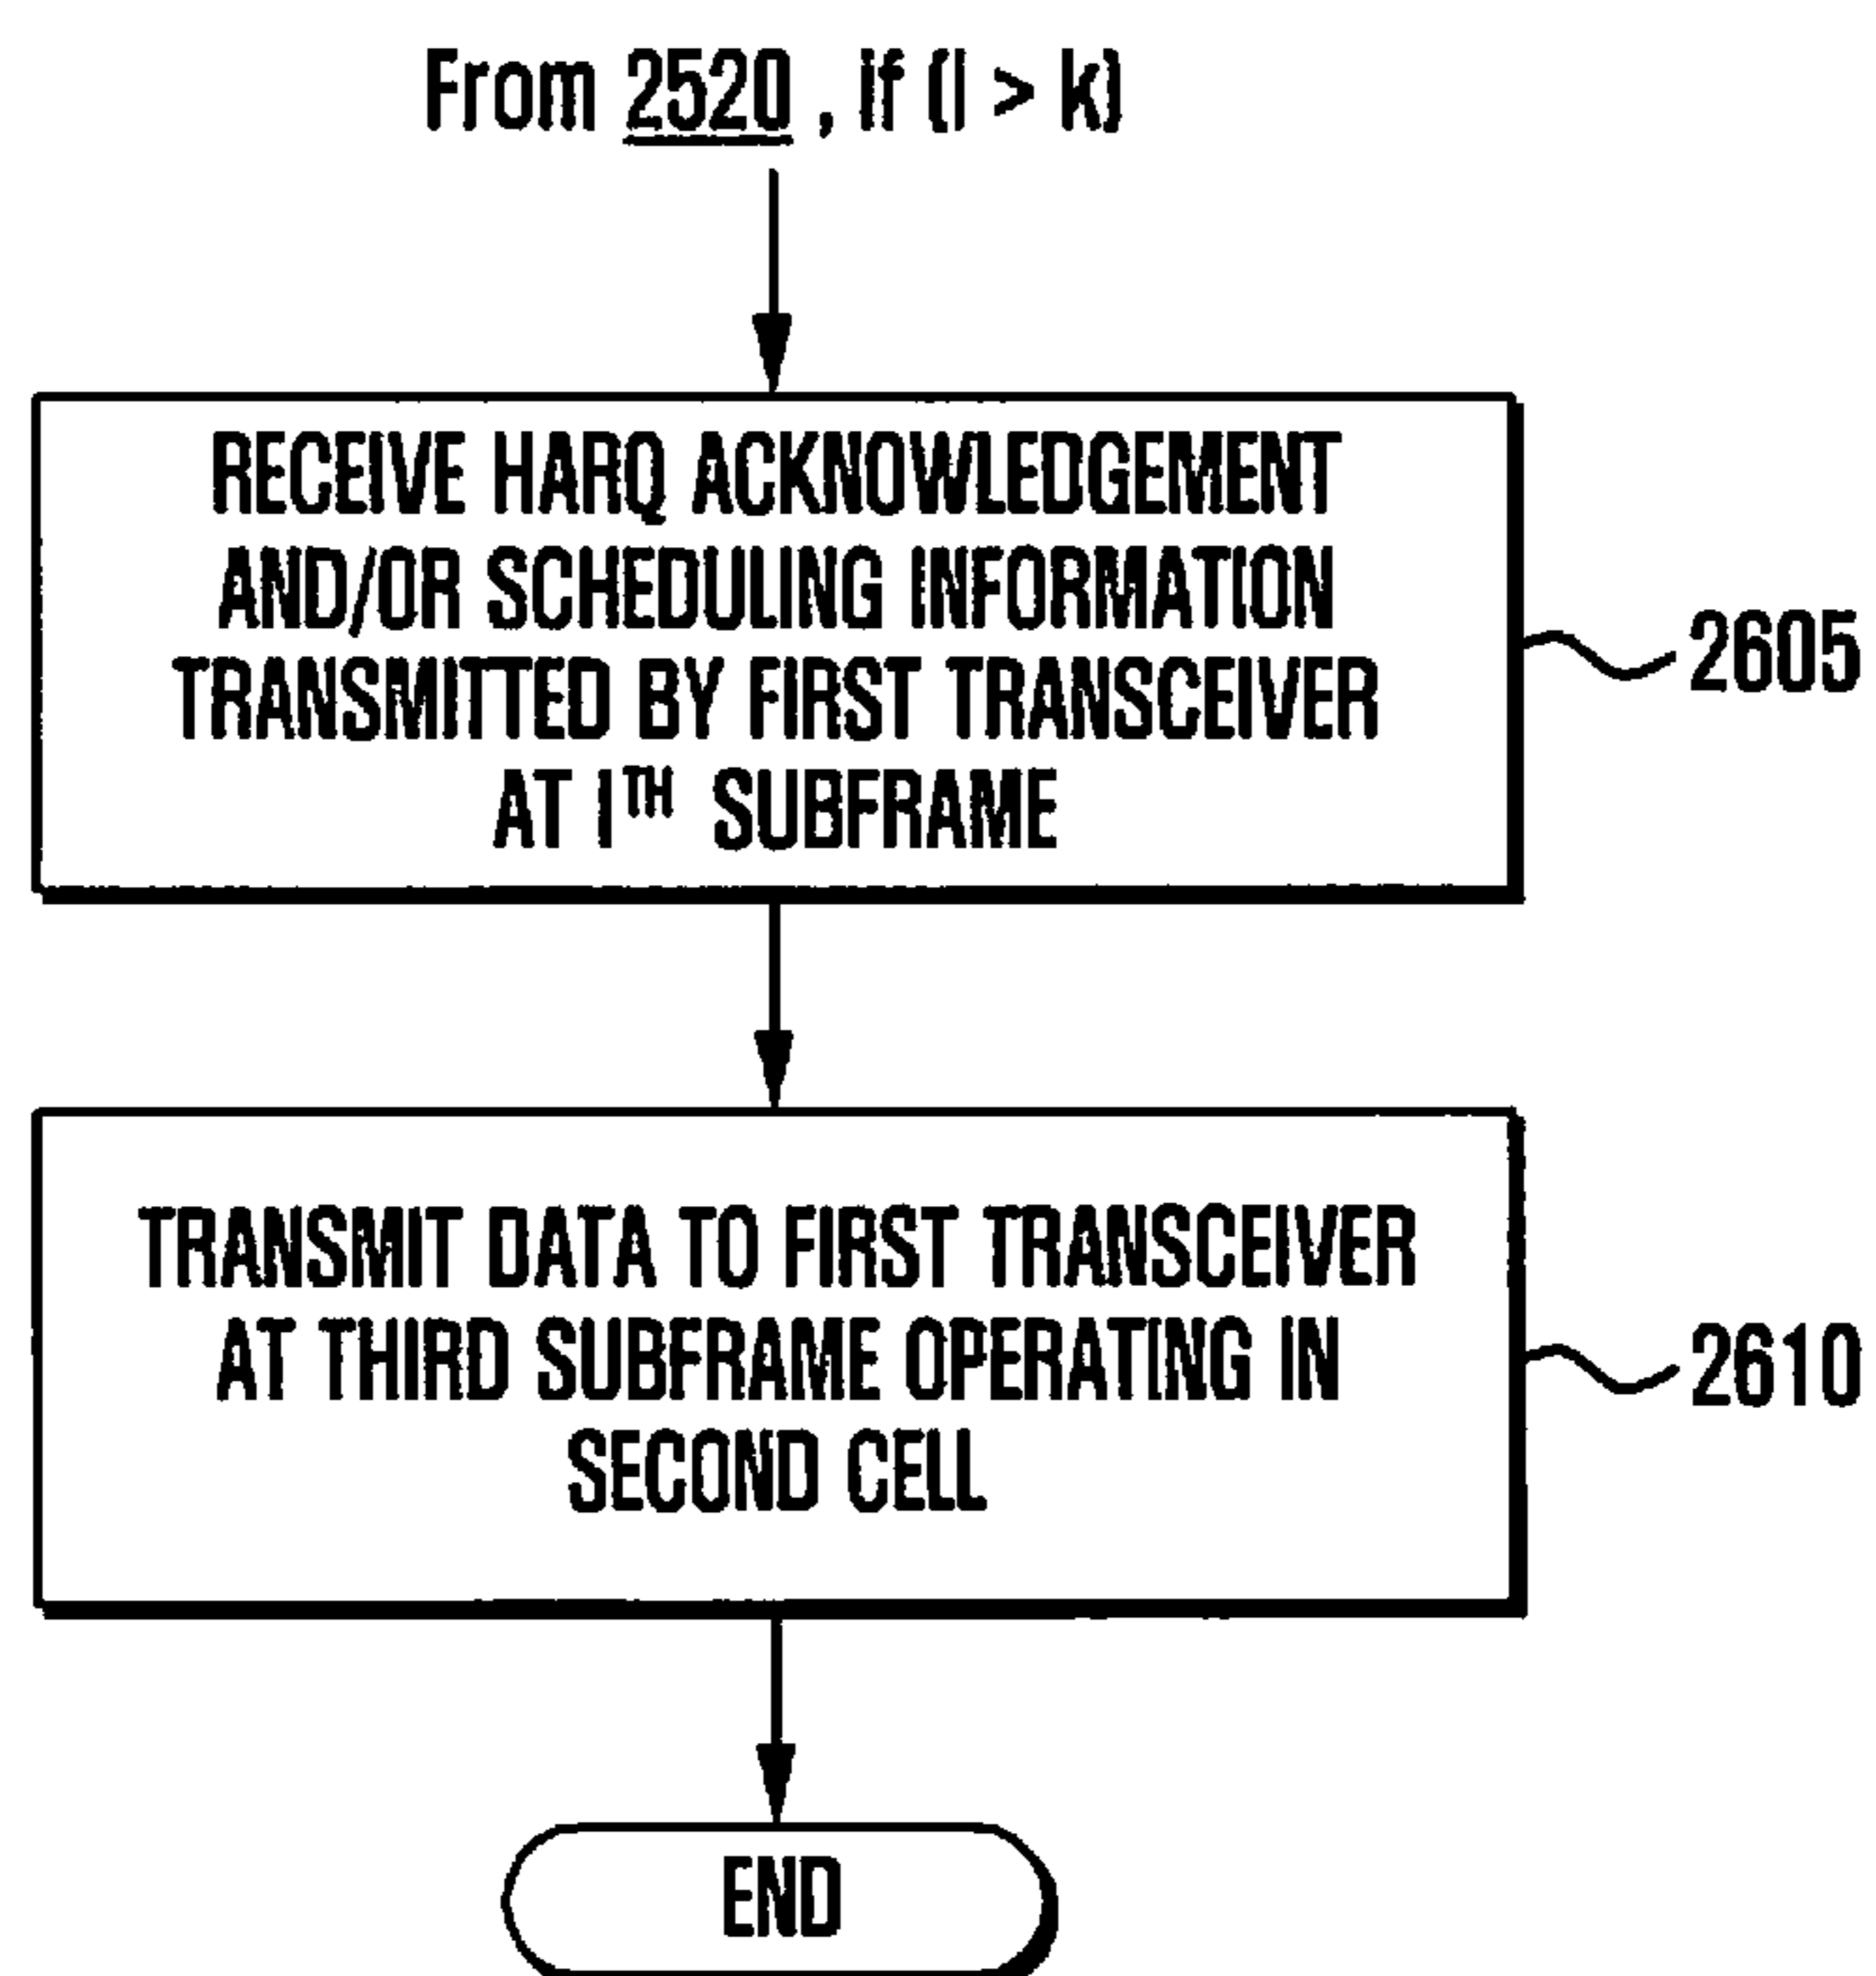 From 2520 , if (l > k)
RECEIVE HARQ ACKNOWLEDGEMENT
AND/OR SCHEDULING INFORMATION
TRANSMITTED BY FIRST TRANSCEIVER
AT lTH SUBFRAME
2605
TRANSMIT DATA TO FIRST TRANSCEIVER
AT THIRD SUBFRAME OPERATING IN
SECOND CELL
2610
END